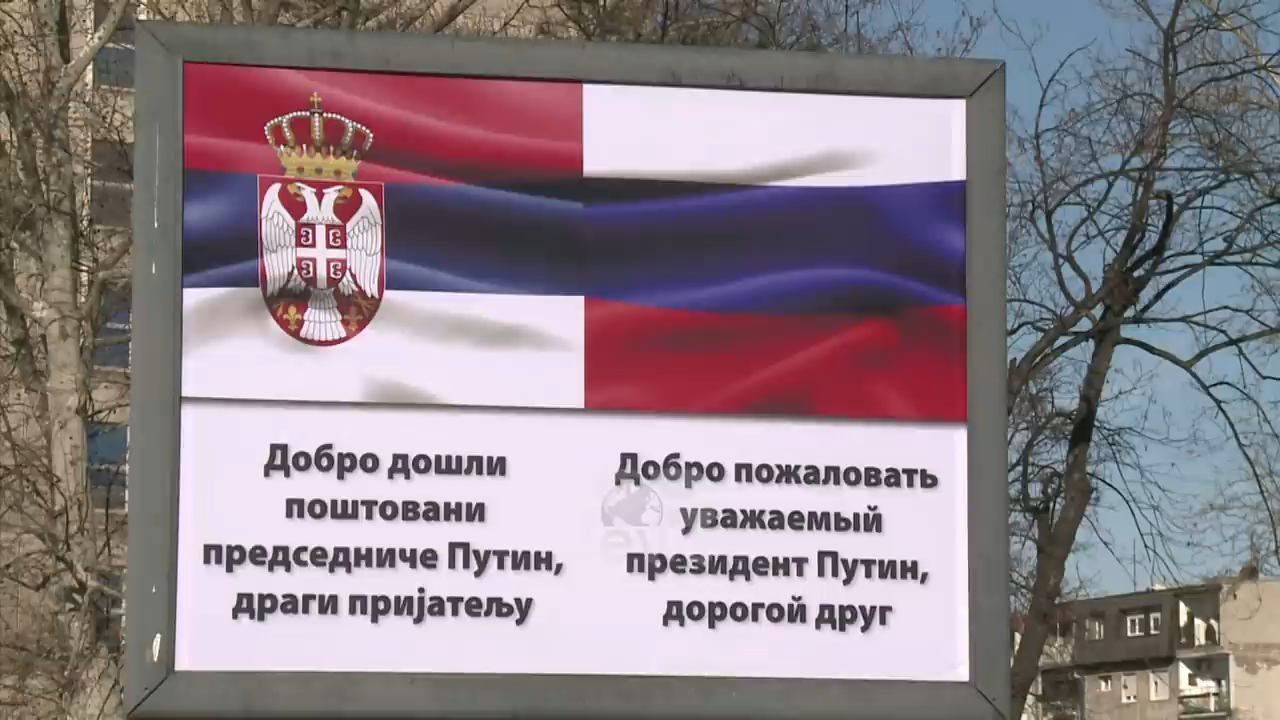 Добро дошли
поштовани
председниче Путин,
драги пријатељу
Добро пожаловать
уважаемый
президент Путин,
дорогой друг